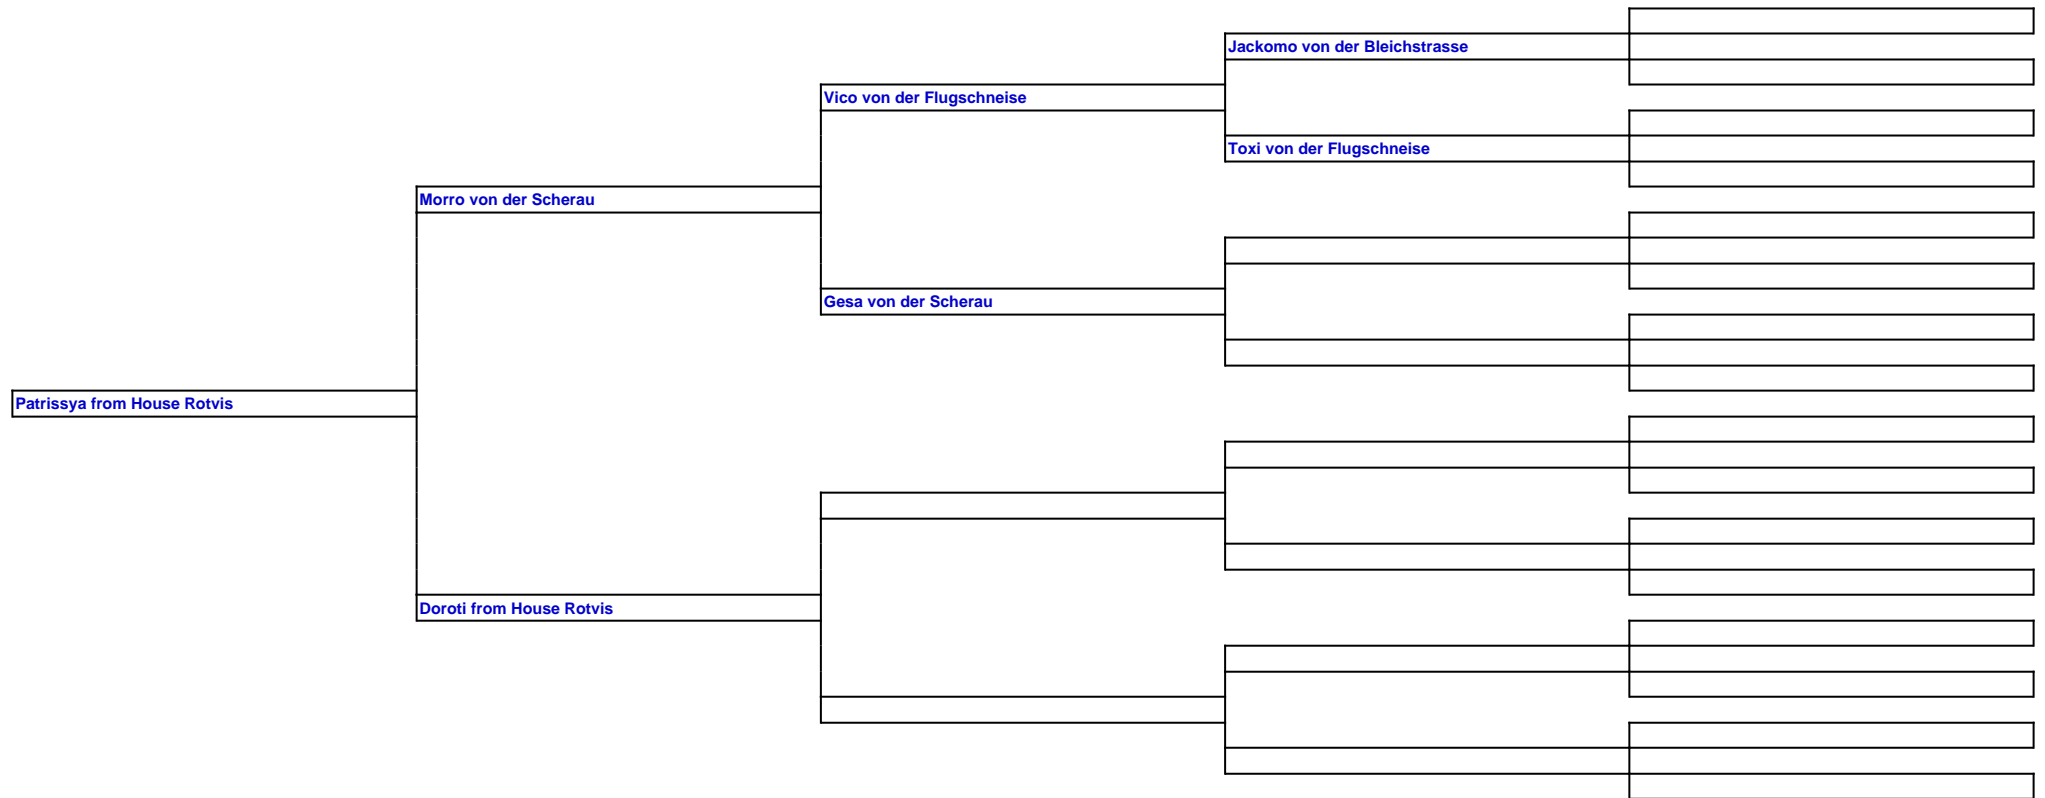 Jackomo von der Bleichstrasse
Vico von der Flugschneise
Toxi von der Flugschneise
Morro von der Scherau
Gesa von der Scherau
Patrissya from House Rotvis
Doroti from House Rotvis